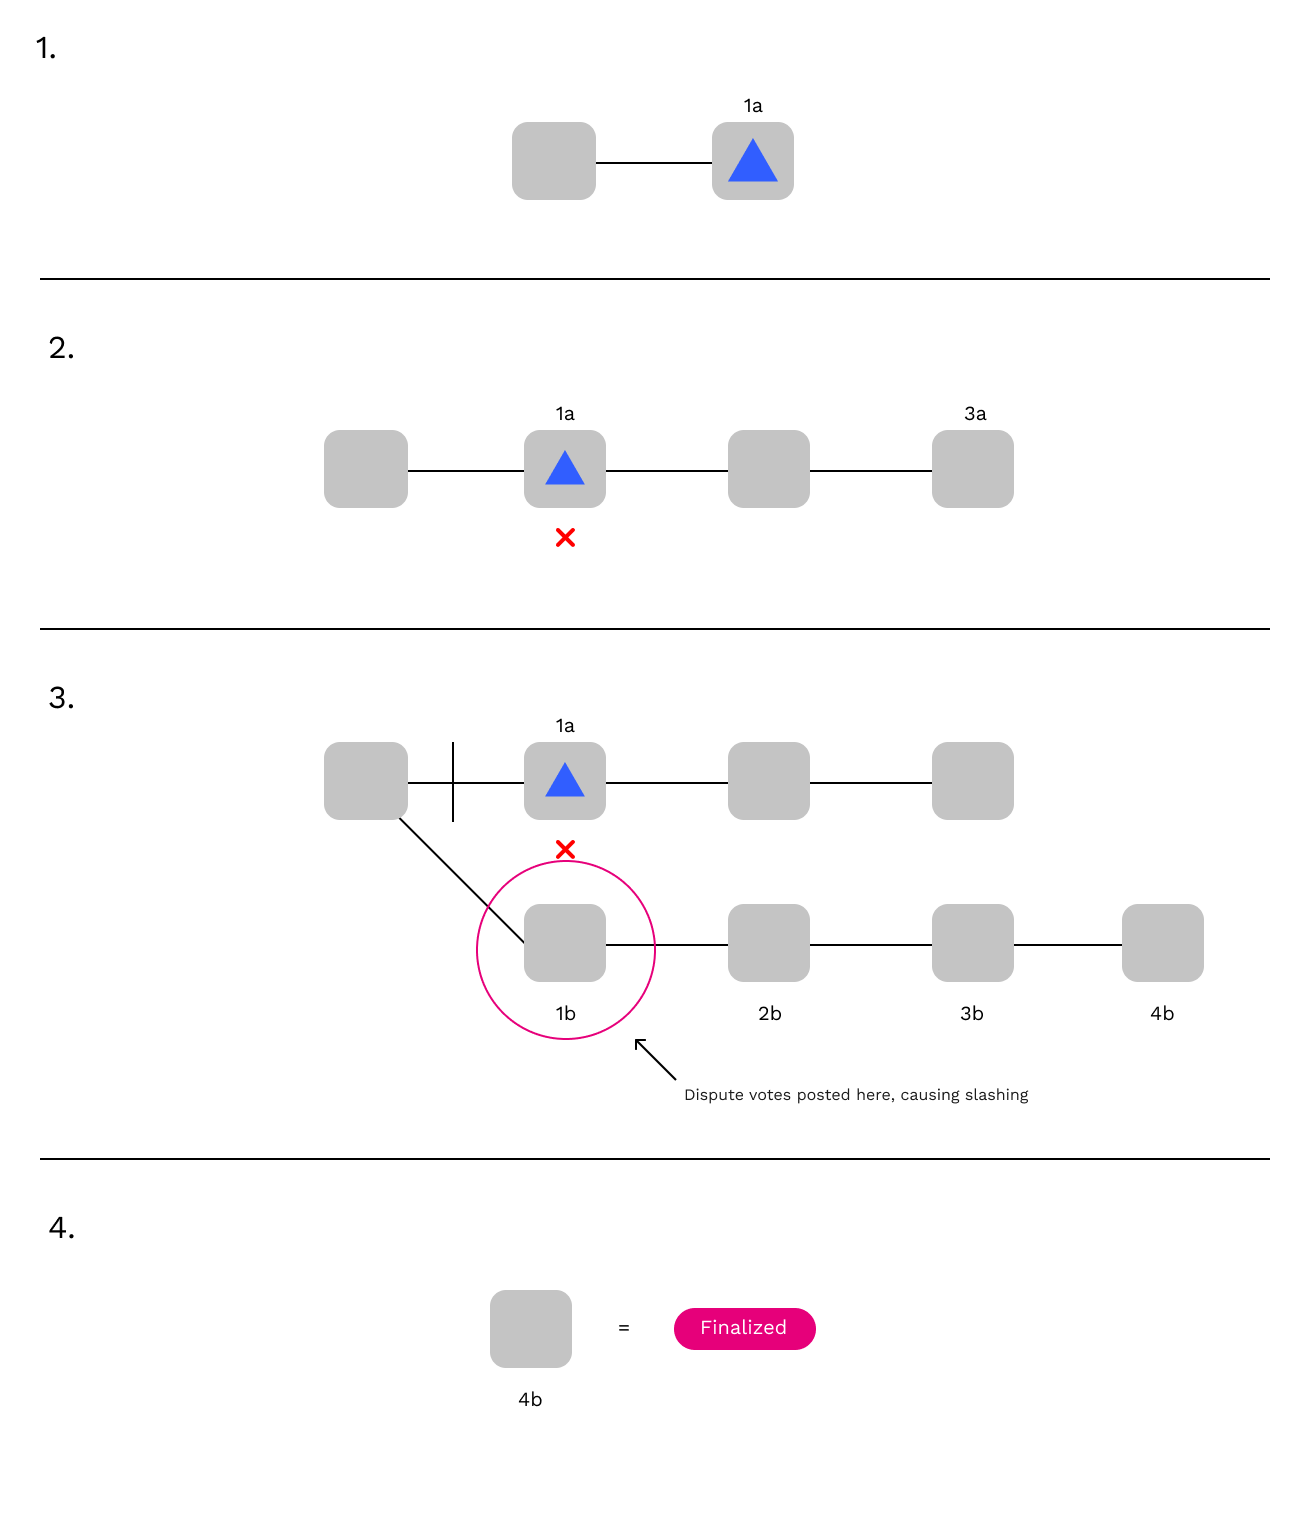 1.
1a
2.
1a
3a
3.
1a
1b
2b
3b
4b
Dispute votes posted here, causing slashing
4.
=
Finalized
4b